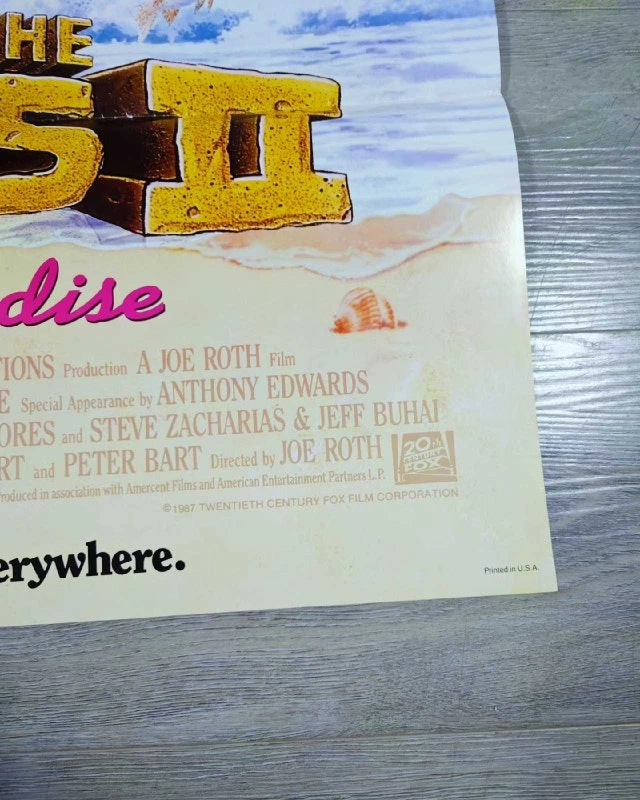 HE
S II
dise
TIONS Production A JOE ROTH Film
E Special Appearance by ANTHONY EDWARDS
ORES and STEVE ZACHARIAS & JEFF BUHAI
RT and PETER BART Directed by JOE ROTH
roduced in association with Amercent Films and American Entertainment Partners L.P.
20th CENTURY FOX
©1987 TWENTIETH CENTURY FOX FILM CORPORATION
erywhere.
Printed in U.S.A.